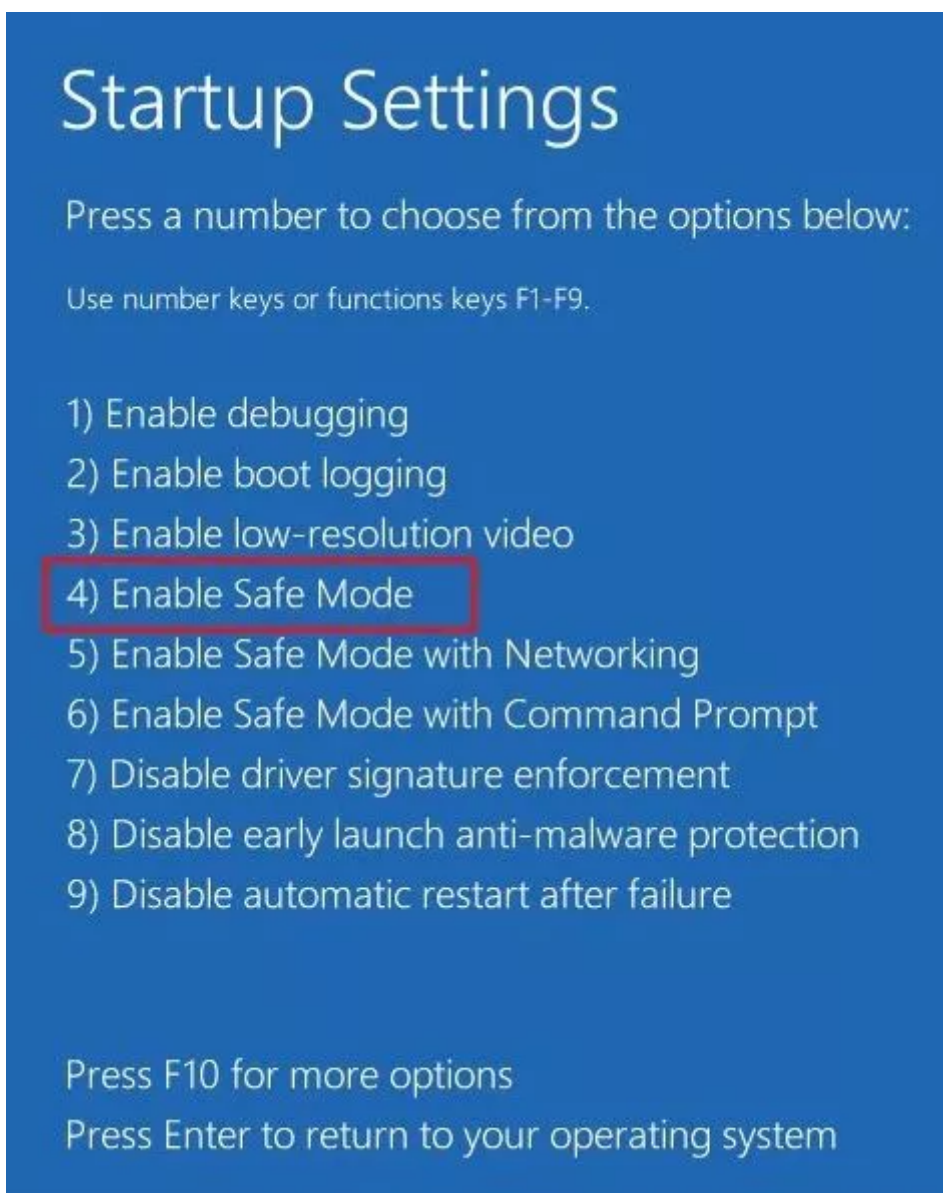 Startup Settings
Press a number to choose from the options below:
Use number keys or functions keys F1-F9.
1) Enable debugging
2) Enable boot logging
3) Enable low-resolution video
4) Enable Safe Mode
5) Enable Safe Mode with Networking
6) Enable Safe Mode with Command Prompt
7) Disable driver signature enforcement
8) Disable early launch anti-malware protection
9) Disable automatic restart after failure
Press F10 for more options
Press Enter to return to your operating system